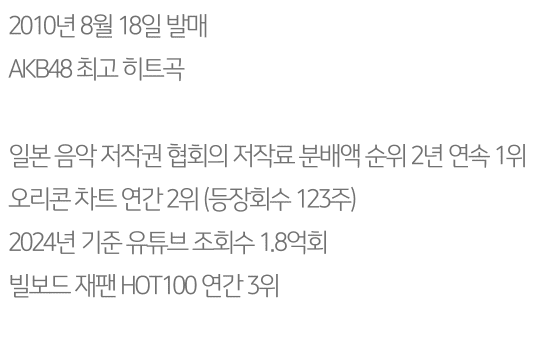 2010년 8월 18일 발매
AKB48 최고 히트곡
일본 음악 저작권 협회의 저작료 분배액 순위 2년 연속 1위
오리콘 차트 연간 2위 (등장회수 123주)
2024년 기준 유튜브 조회수 1.8억회
빌보드 재팬 HOT100 연간 3위